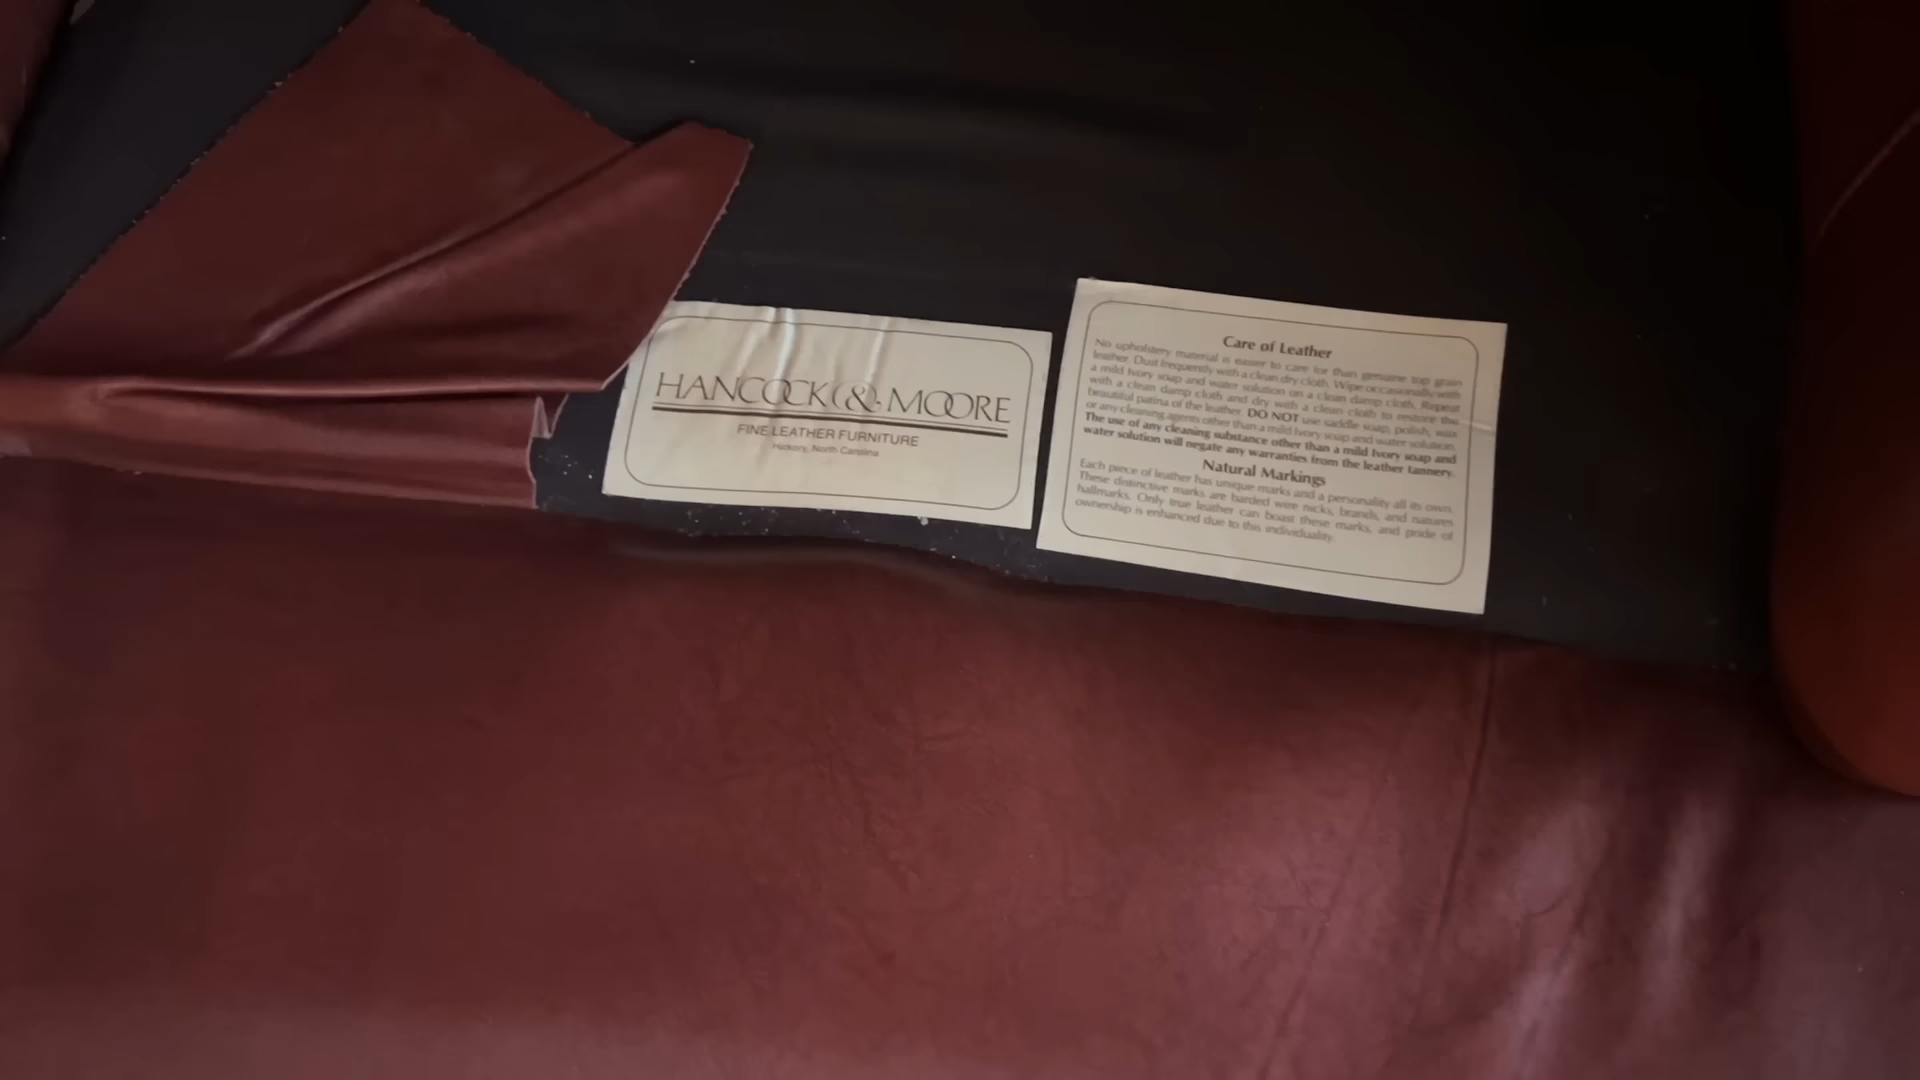 HANCOCK & MOORE
FINE LEATHER FURNITURE
Hickory, North Carolina
Care of Leather
No upholstery material is easier to care for than genuine top grain
leather. Dust frequently with a clean dry cloth. Wipe occasionally with
a mild Ivory soap and water solution on a clean damp cloth. Repeat
with a clean damp cloth and dry with a clean cloth to restore the
beautiful patina of the leather. DO NOT use saddle soap, polish, wax
or any cleaning agents other than a mild Ivory soap and water solution.
The use of any cleaning substance other than a mild Ivory soap and
water solution will negate any warranties from the leather tannery.
Natural Markings
Each piece of leather has unique marks and a personality all its own.
These distinctive marks are barded wire nicks, brands, and natures
hallmarks. Only true leather can boast these marks, and pride of
ownership is enhanced due to this individuality.